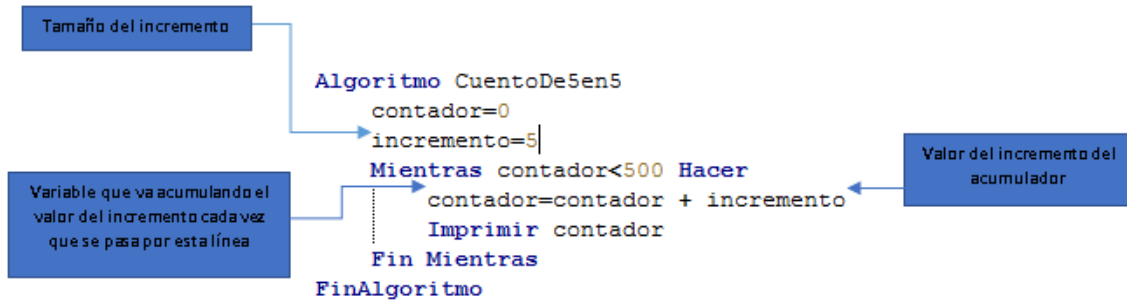 Tamaño del incremento
Algoritmo CuentoDe5en5
contador=0
incremento=5
Mientras contador<500 Hacer
contador=contador + incremento
Imprimir contador
Fin Mientras
FinAlgoritmo
Variable que va acumulando el
valor del incremento cada vez
que se pasa por esta línea
Valor del incremento del
acumulador